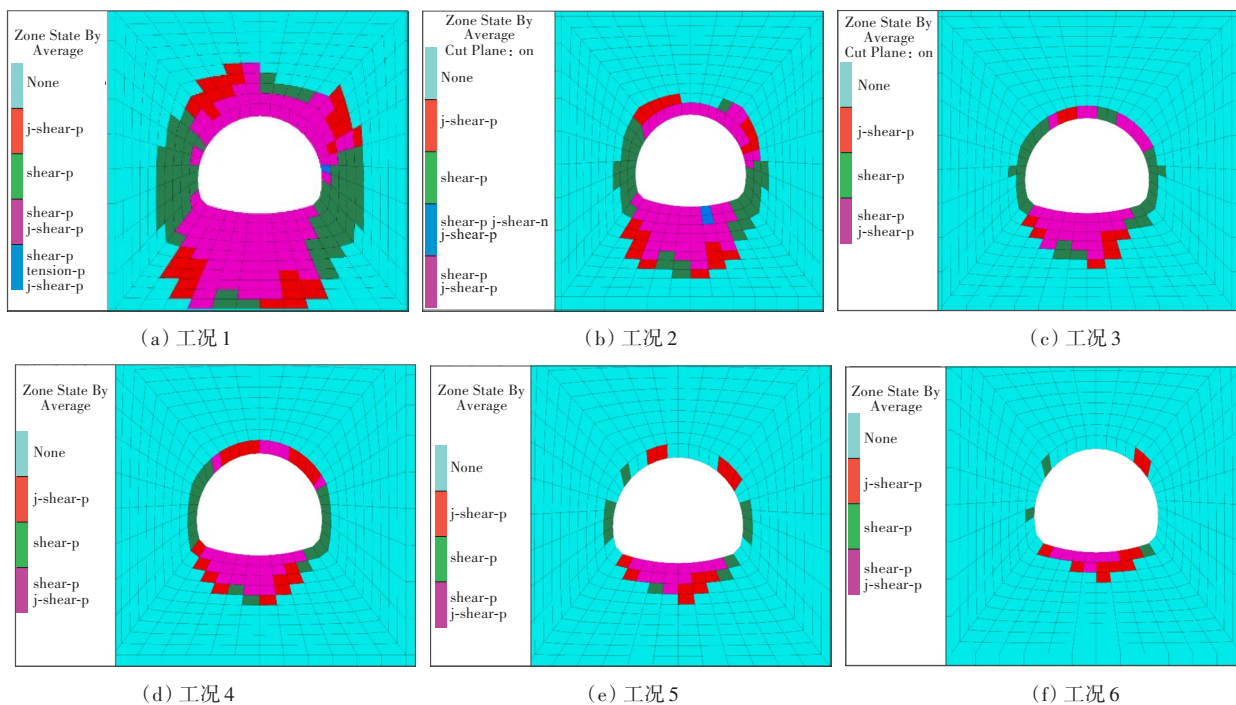 Zone State By
Average
None
j-shear-p
shear-p
shear-p
j-shear-p
shear-p
tension-p
j-shear-p
(a) 工况1
Zone State By
Average
Cut Plane: on
None
j-shear-p
shear-p
shear-p j-shear-n
j-shear-p
shear-p
j-shear-p
(b) 工况2
Zone State By
Average
Cut Plane: on
None
j-shear-p
shear-p
shear-p
j-shear-p
(c) 工况3
Zone State By
Average
None
j-shear-p
shear-p
shear-p
j-shear-p
(d) 工况4
Zone State By
Average
None
j-shear-p
shear-p
shear-p
j-shear-p
(e) 工况5
Zone State By
Average
None
j-shear-p
shear-p
shear-p
j-shear-p
(f) 工况6